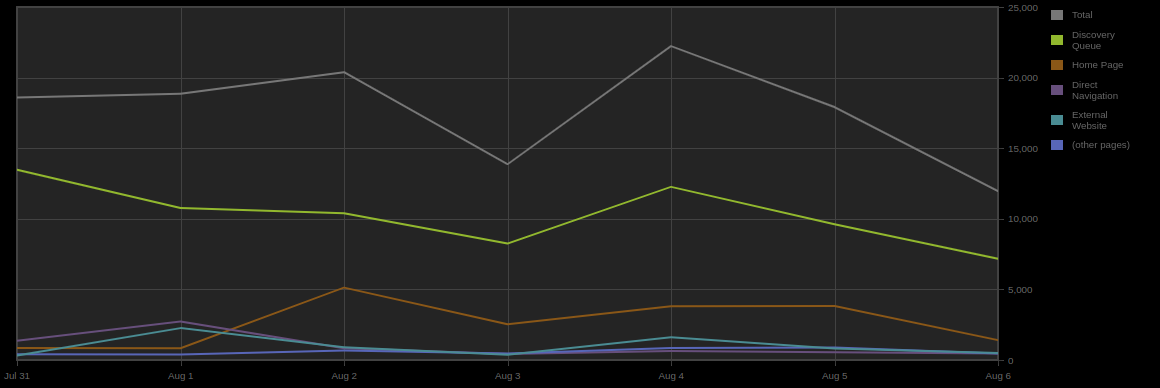 25,000
20,000
15,000
10,000
5,000
0
Jul 31
Aug 1
Aug 2
Aug 3
Aug 4
Aug 5
Aug 6
Total
Discovery
Queue
Home Page
Direct
Navigation
External
Website
(other pages)